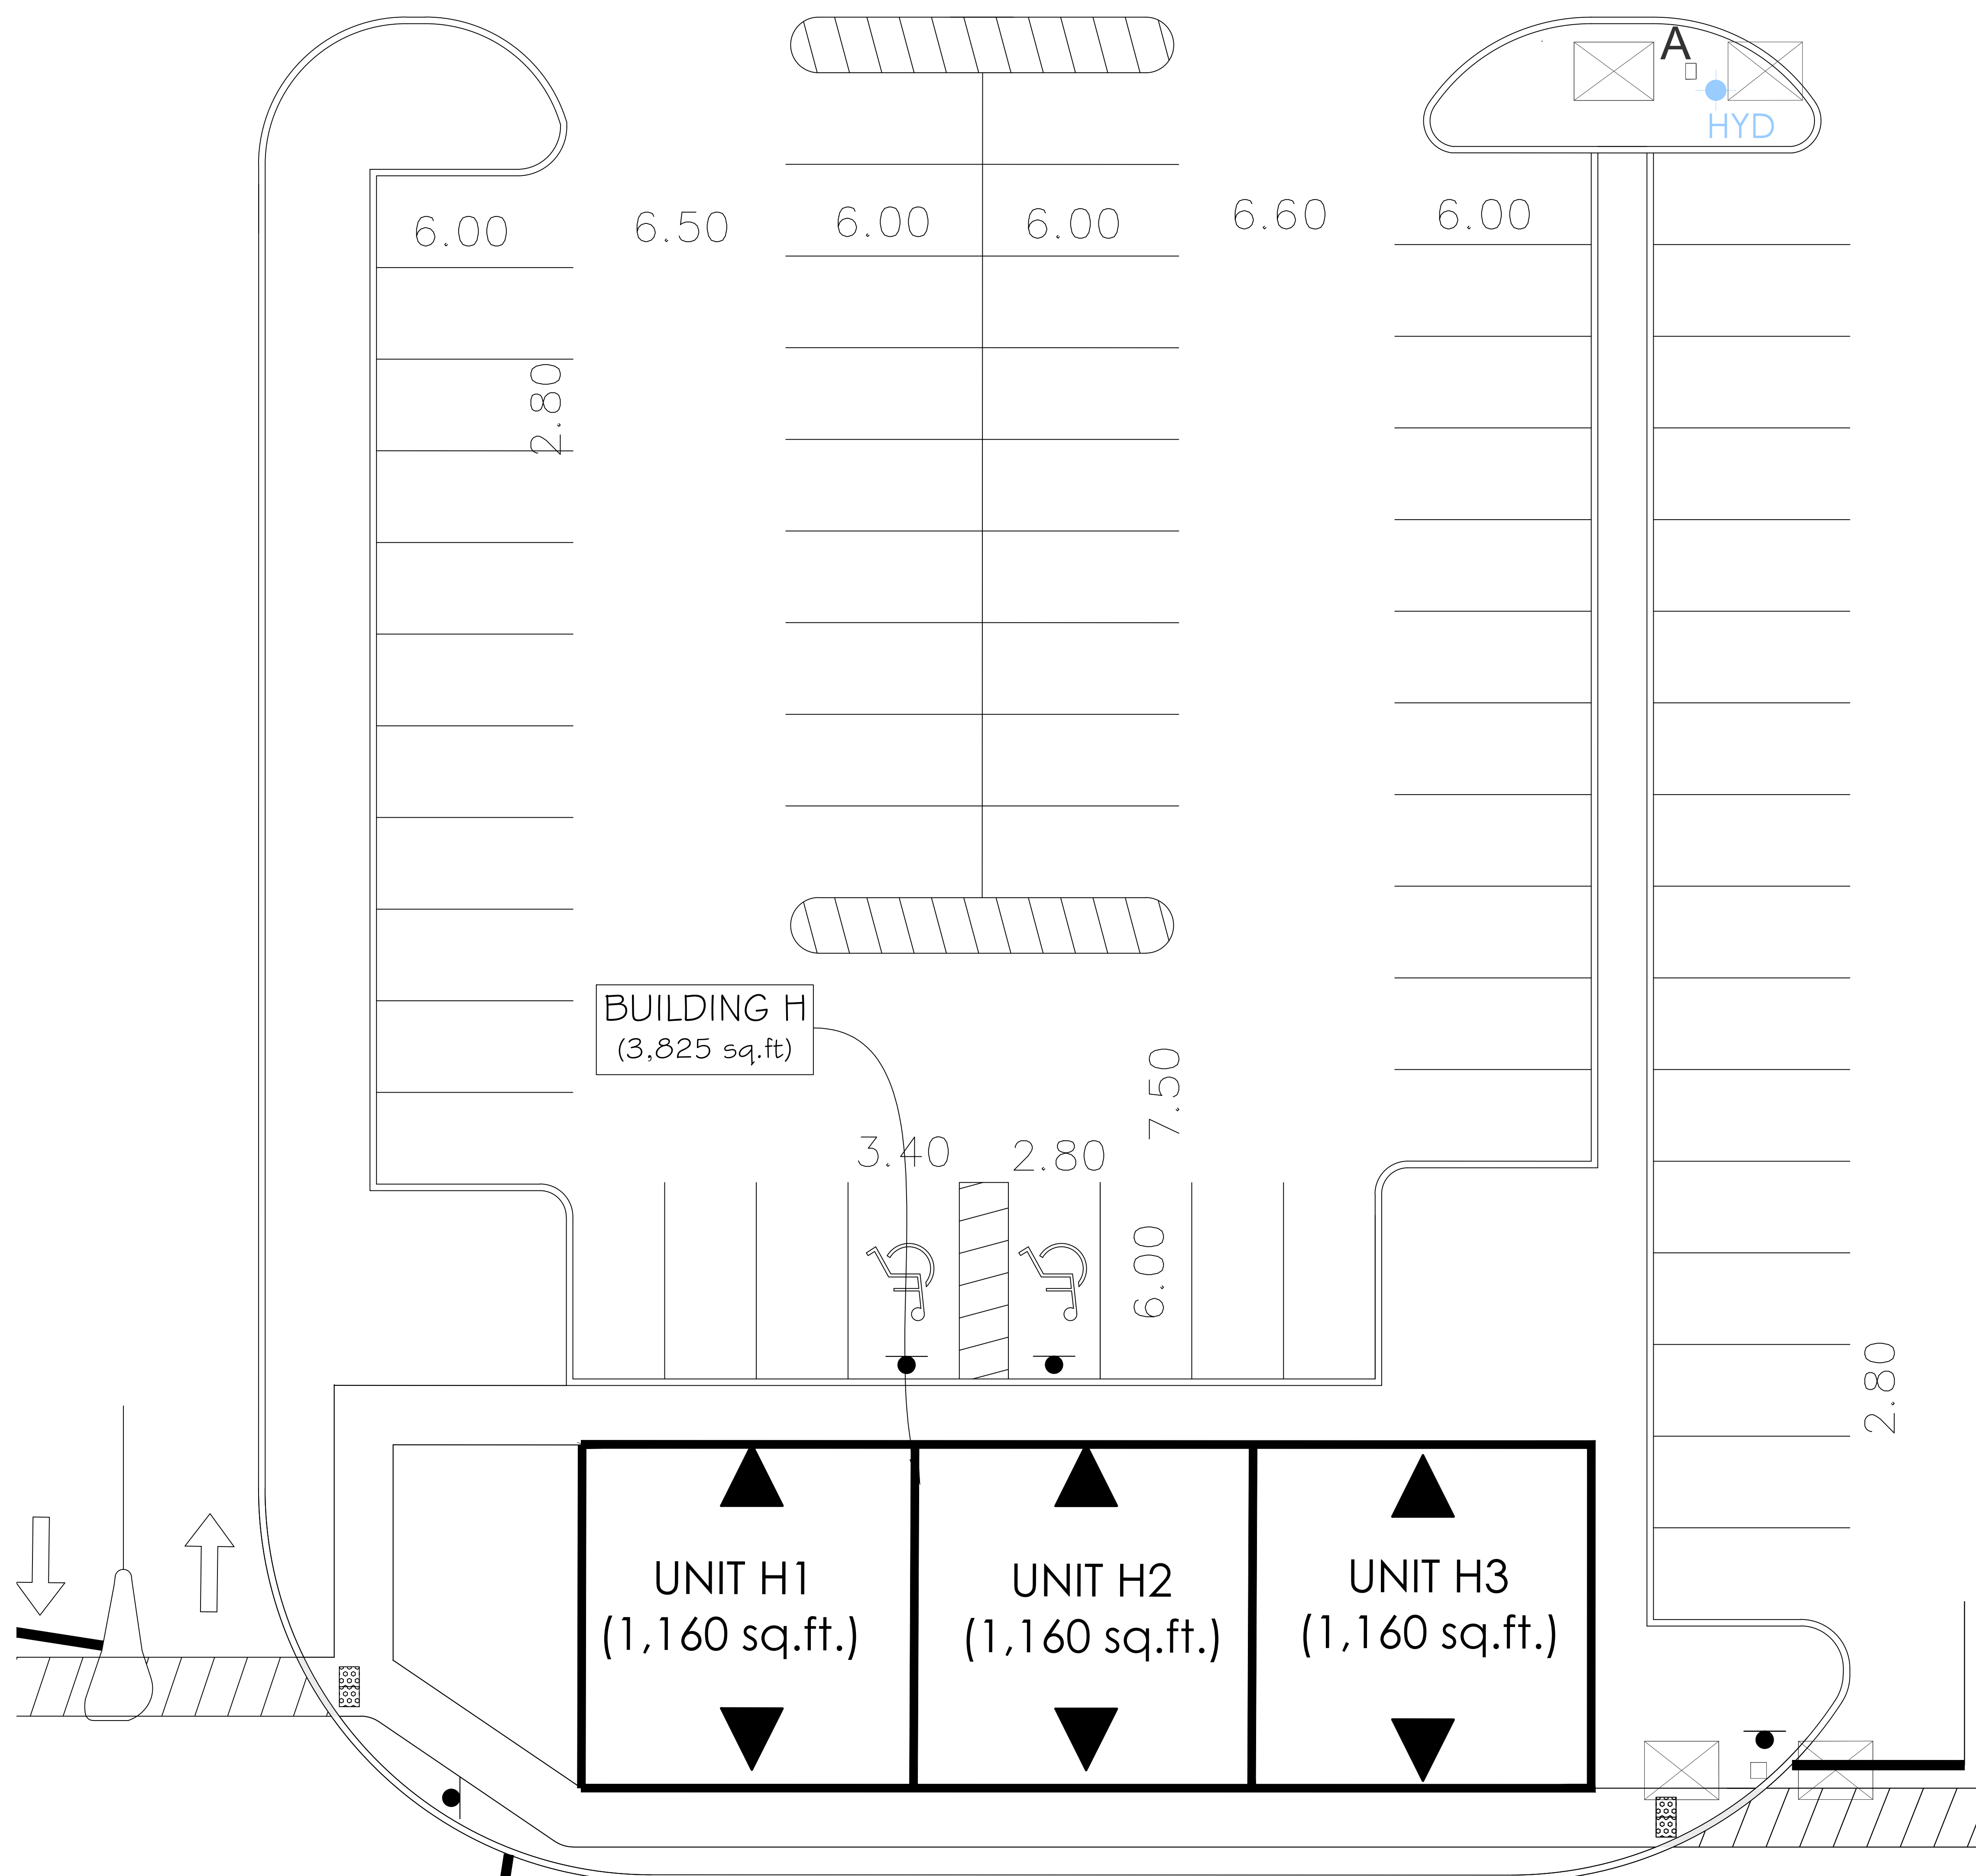 A
HYD
6.00
6.50
6.00
6.00
6.60
6.00
2.80
BUILDING H
(3,825 sq.ft)
7.50
3.40
2.80
6.00
2.80
UNIT H1
(1,160 sq.ft.)
UNIT H2
(1,160 sq.ft.)
UNIT H3
(1,160 sq.ft.)